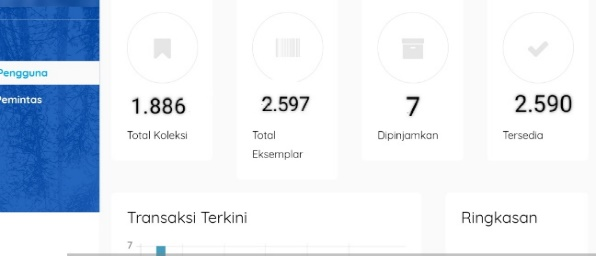 Pengguna
Pemintas
1.886
Total Koleksi
2.597
Total
Eksemplar
7
Dipinjamkan
2.590
Tersedia
Transaksi Terkini
7
Ringkasan